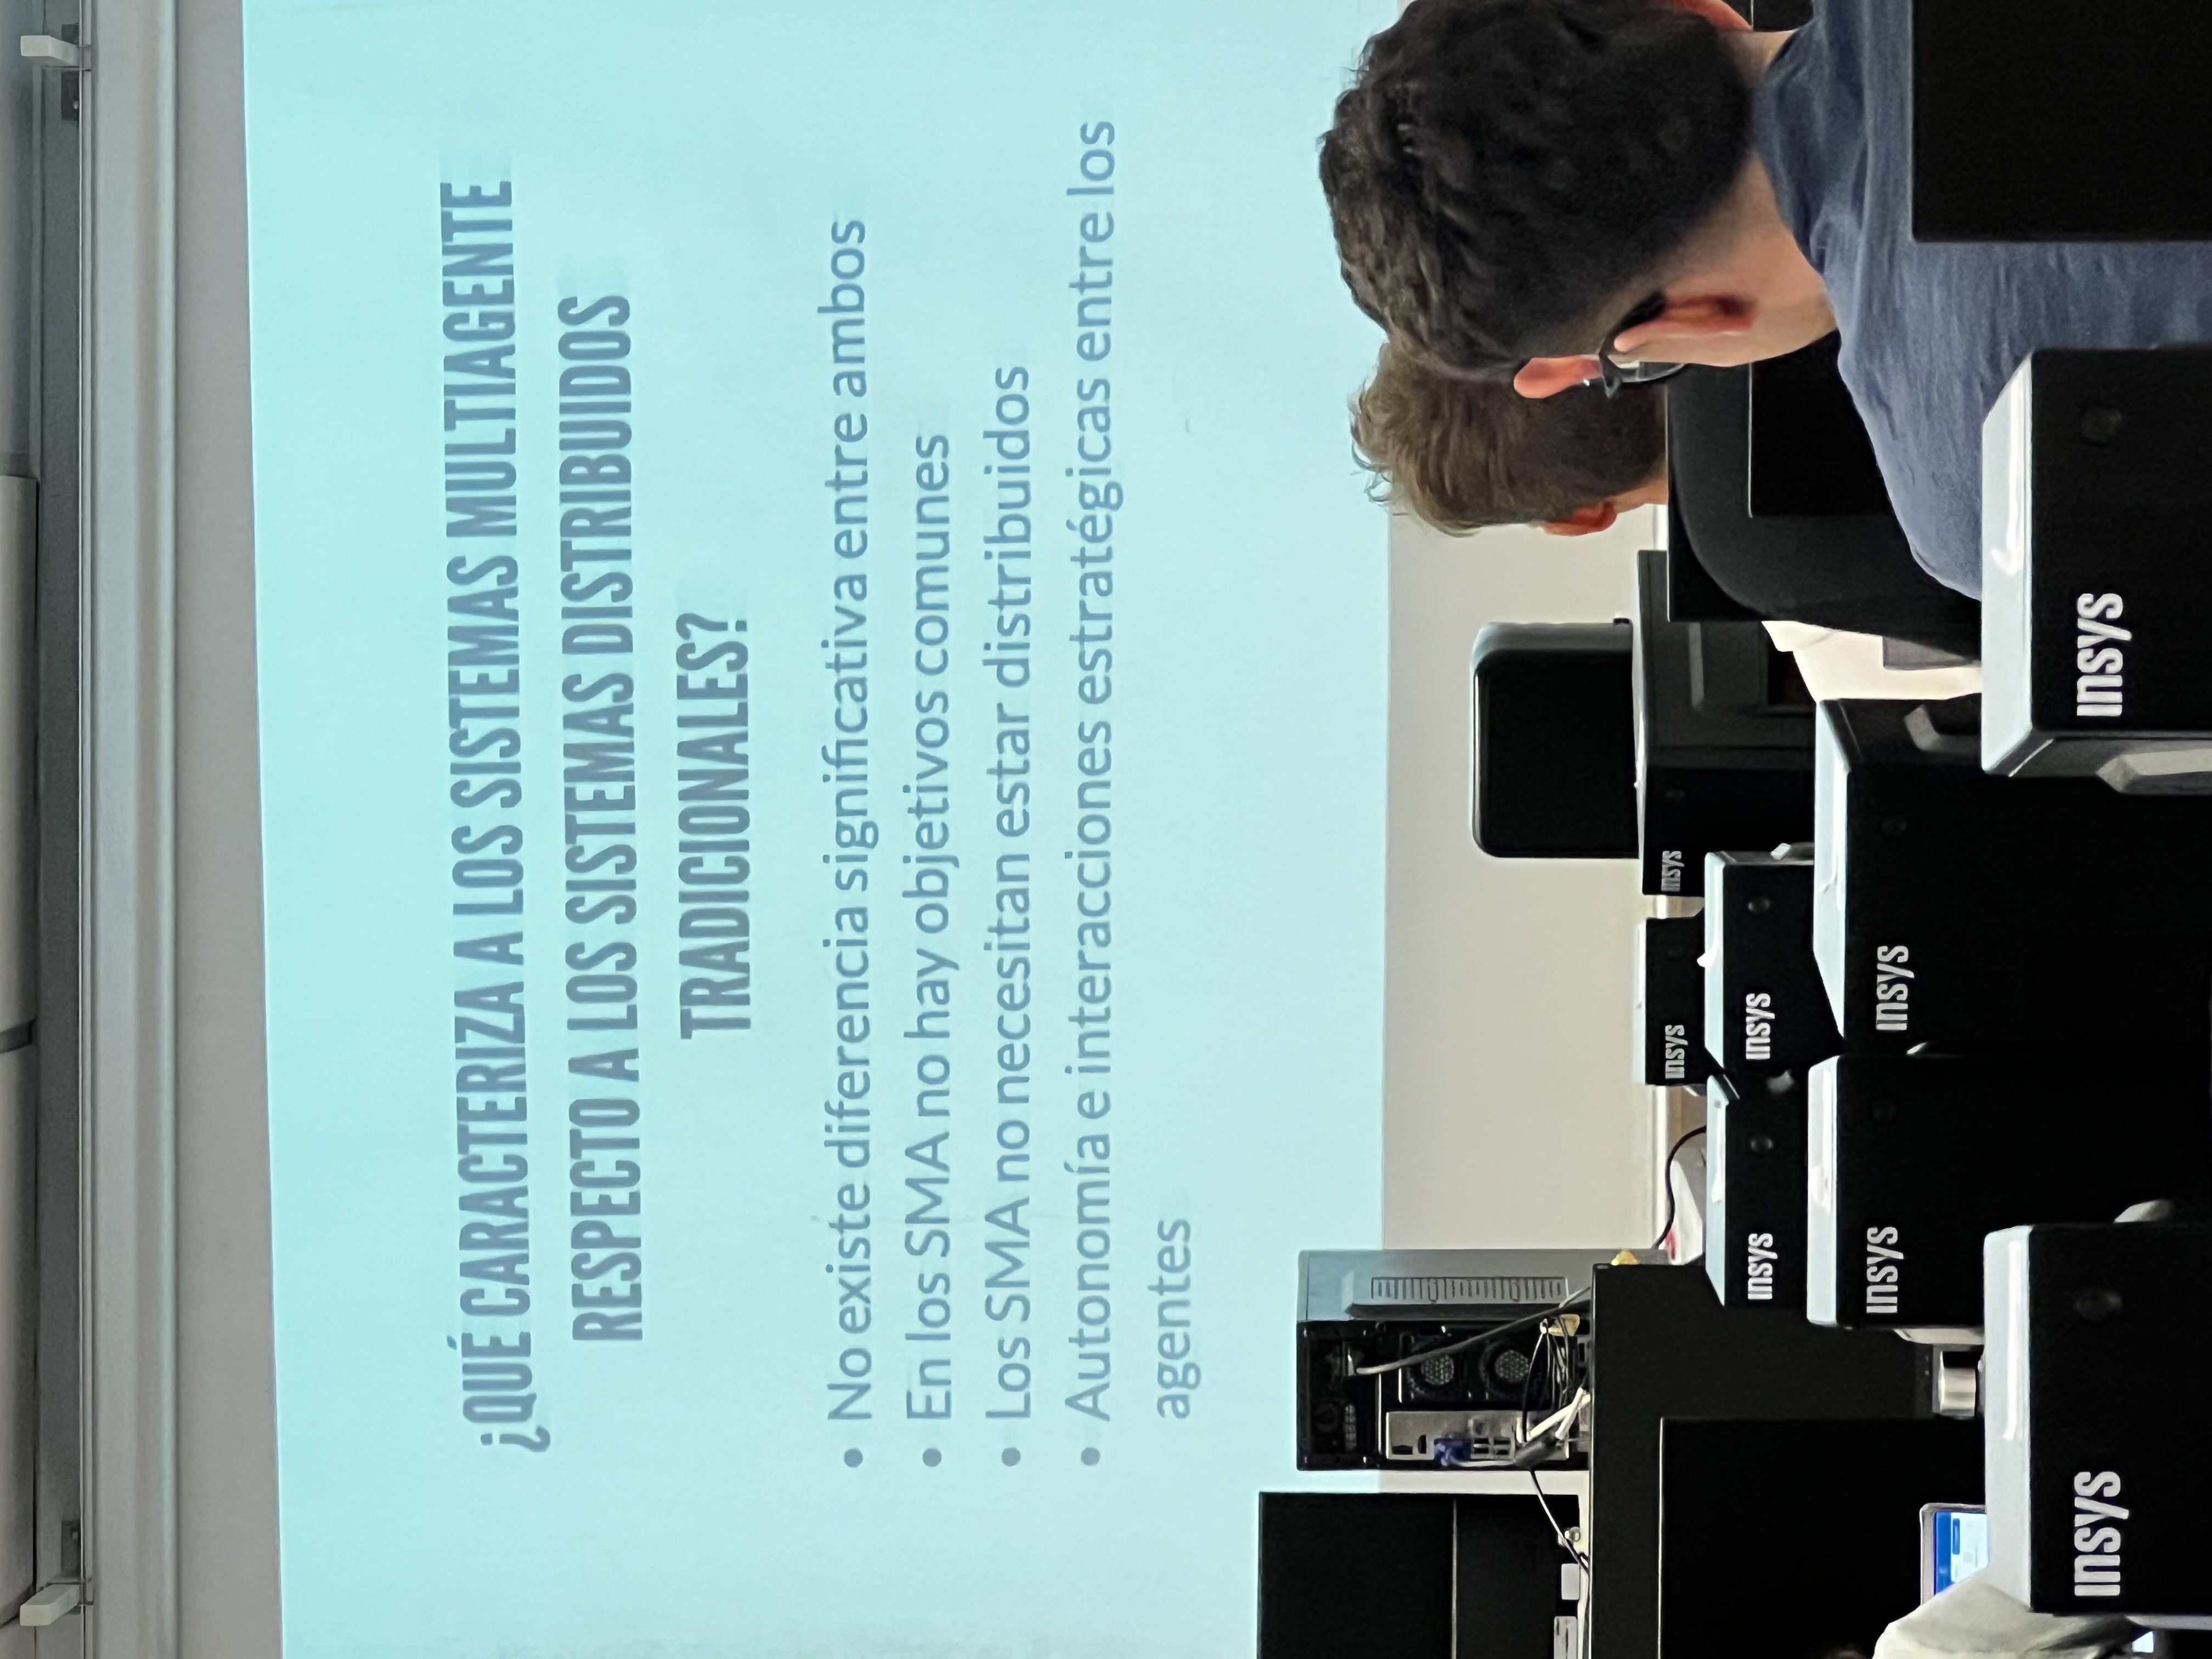 ¿QUÉ CARACTERIZA A LOS SISTEMAS MULTIAGENTE
RESPECTO A LOS SISTEMAS DISTRIBUIDOS
TRADICIONALES?
• No existe diferencia significativa entre ambos
• En los SMA no hay objetivos comunes
• Los SMA no necesitan estar distribuidos
• Autonomía e interacciones estratégicas entre los
agentes
insys
insys
insys
insys
insys
insys
insys
insys